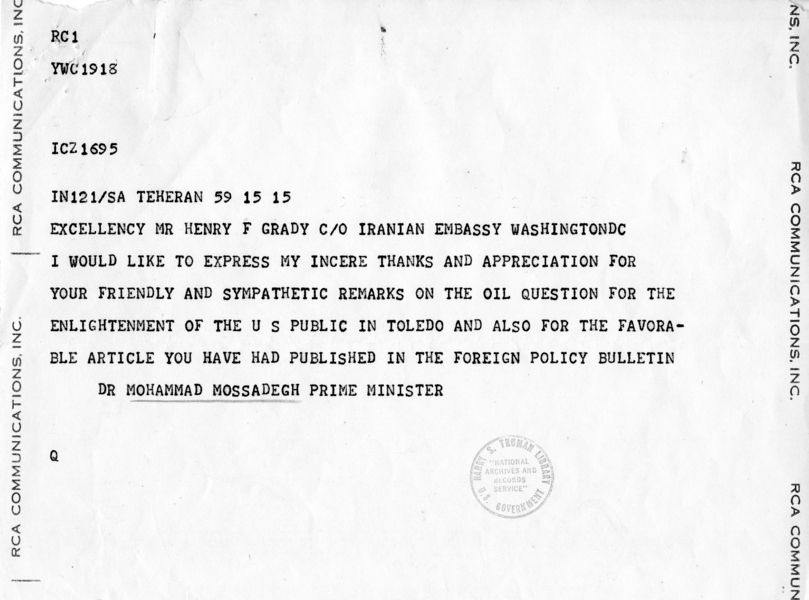 RC1
YWC1918
ICZ1695
IN121/SA TEHERAN 59 15 15
EXCELLENCY MR HENRY F GRADY C/O IRANIAN EMBASSY WASHINGTONDC
I WOULD LIKE TO EXPRESS MY INCERE THANKS AND APPRECIATION FOR
YOUR FRIENDLY AND SYMPATHETIC REMARKS ON THE OIL QUESTION FOR THE
ENLIGHTENMENT OF THE U S PUBLIC IN TOLEDO AND ALSO FOR THE FAVORA-
BLE ARTICLE YOU HAVE HAD PUBLISHED IN THE FOREIGN POLICY BULLETIN
DR MOHAMMAD MOSSADEGH PRIME MINISTER
Q
HARRY S. TRUMAN LIBRARY
"NATIONAL
ARCHIVES AND
RECORDS
SERVICE"
U.S. GOVERNMENT
RCA COMMUNICATIONS, INC.
RCA COMMUNICATIONS, INC
NS, INC.
RCA COMMUNICATIONS, INC.
RCA COMMUN